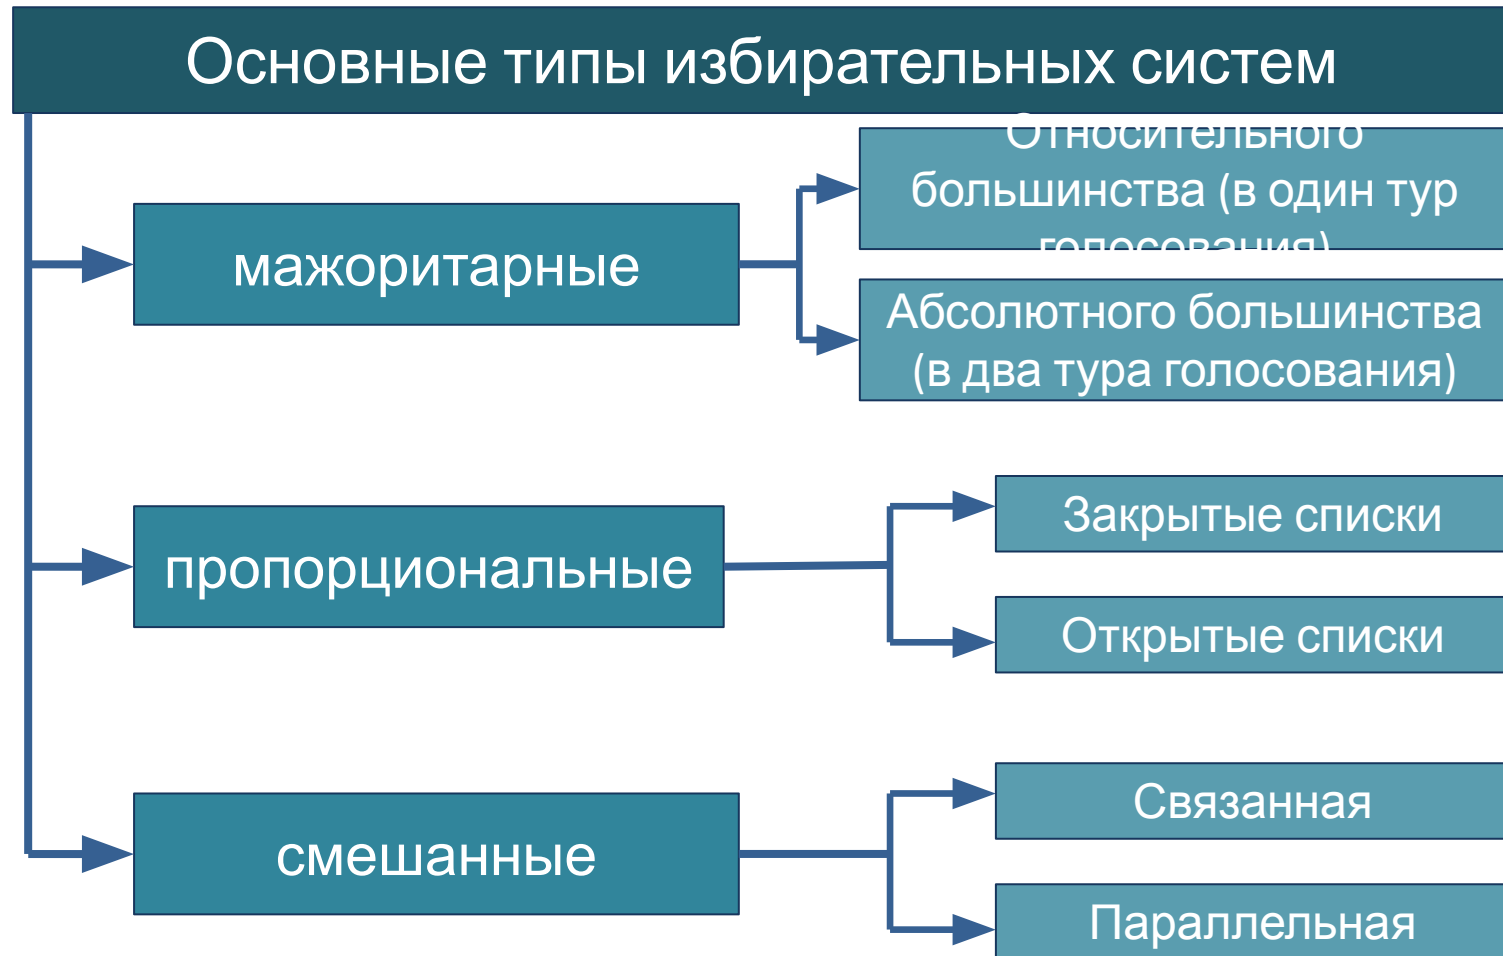 Основные типы избирательных систем
Относительного
большинства (в один тур
голосования)
мажоритарные
Абсолютного большинства
(в два тура голосования)
Закрытые списки
пропорциональные
Открытые списки
Связанная
смешанные
Параллельная